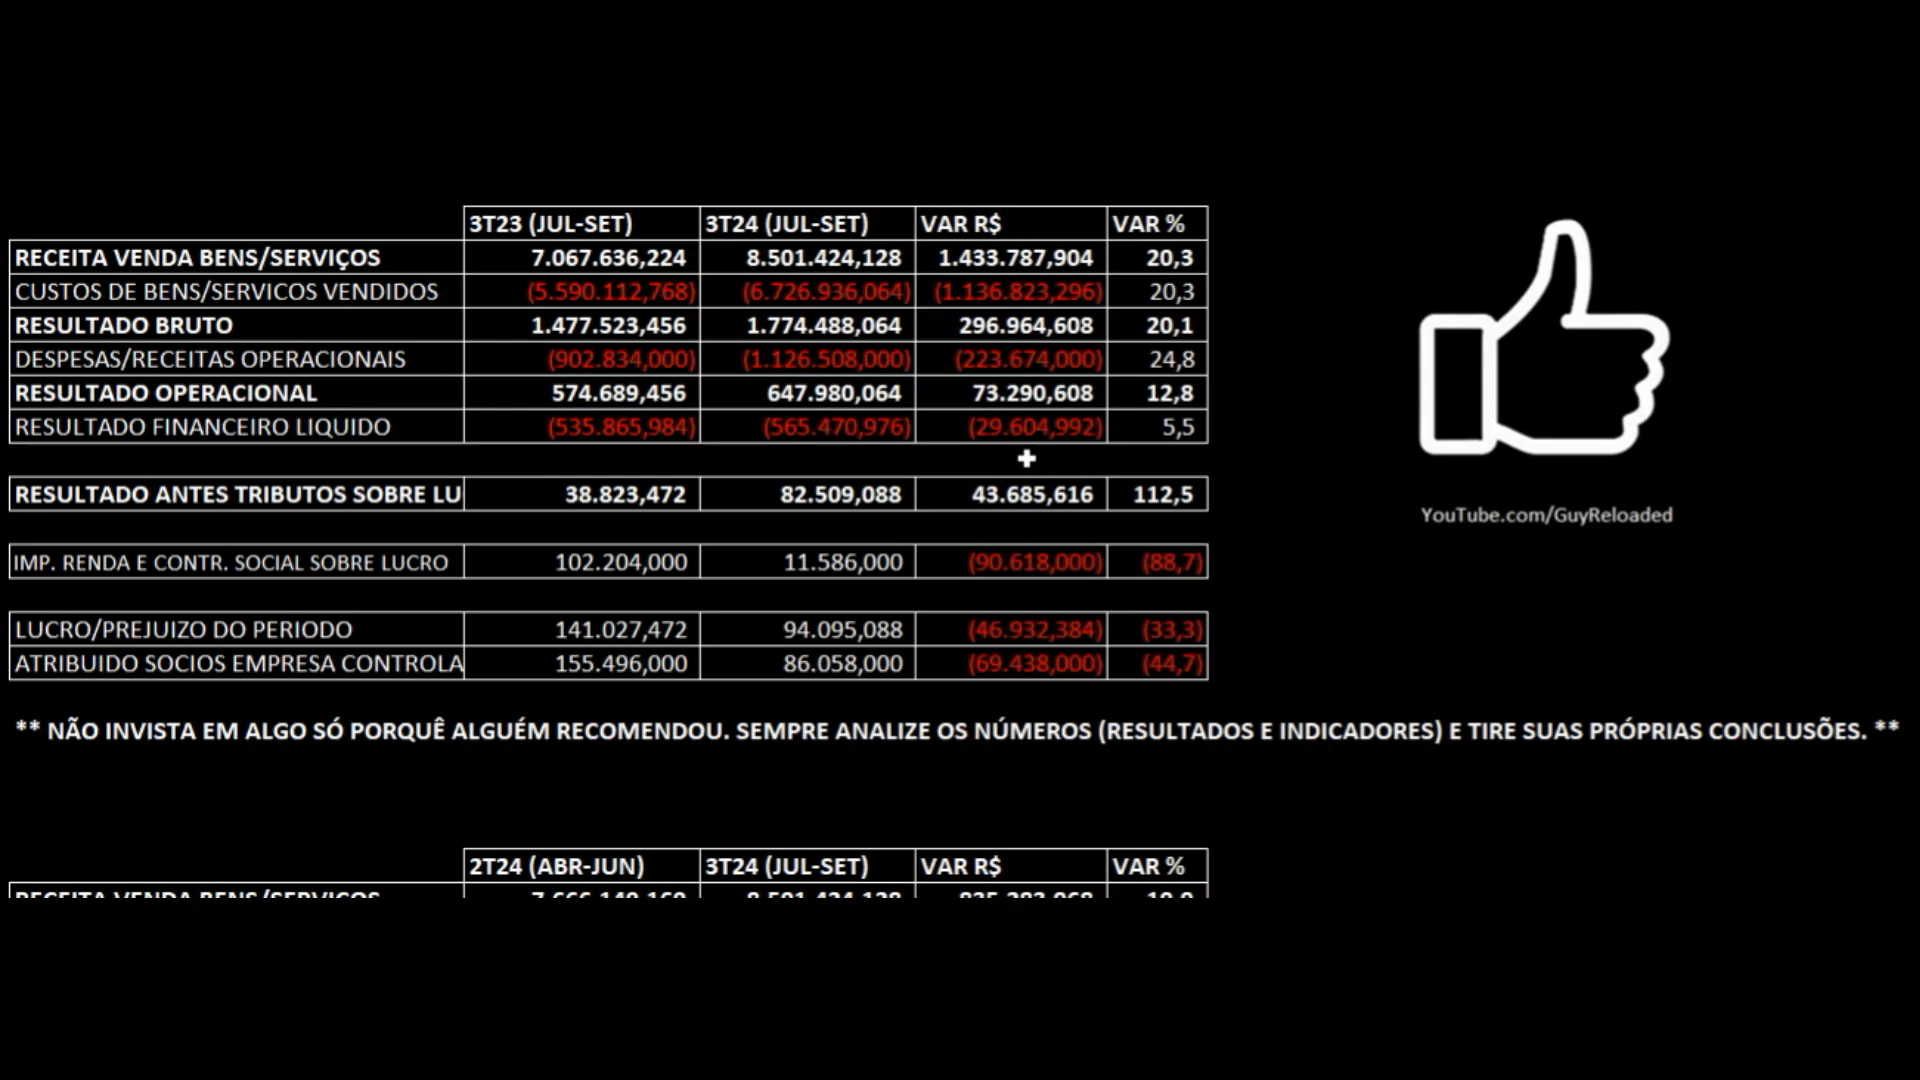 3T23 (JUL-SET) 3T24 (JUL-SET) VAR R$ VAR %
RECEITA VENDA BENS/SERVIÇOS 7.067.636,224 8.501.424,128 1.433.787,904 20,3
CUSTOS DE BENS/SERVICOS VENDIDOS (5.590.112,768) (6.726.936,064) (1.136.823,296) 20,3
RESULTADO BRUTO 1.477.523,456 1.774.488,064 296.964,608 20,1
DESPESAS/RECEITAS OPERACIONAIS (902.834,000) (1.126.508,000) (223.674,000) 24,8
RESULTADO OPERACIONAL 574.689,456 647.980,064 73.290,608 12,8
RESULTADO FINANCEIRO LIQUIDO (535.865,984) (565.470,976) (29.604,992) 5,5
RESULTADO ANTES TRIBUTOS SOBRE LU 38.823,472 82.509,088 43.685,616 112,5
IMP. RENDA E CONTR. SOCIAL SOBRE LUCRO 102.204,000 11.586,000 (90.618,000) (88,7)
LUCRO/PREJUIZO DO PERIODO 141.027,472 94.095,088 (46.932,384) (33,3)
ATRIBUIDO SOCIOS EMPRESA CONTROLA 155.496,000 86.058,000 (69.438,000) (44,7)
YouTube.com/GuyReloaded
** NÃO INVISTA EM ALGO SÓ PORQUÊ ALGUÉM RECOMENDOU. SEMPRE ANALIZE OS NÚMEROS (RESULTADOS E INDICADORES) E TIRE SUAS PRÓPRIAS CONCLUSÕES. **
2T24 (ABR-JUN) 3T24 (JUL-SET) VAR R$ VAR %
RECEITA VENDA BENS/SERVIÇOS 8.501.424,128